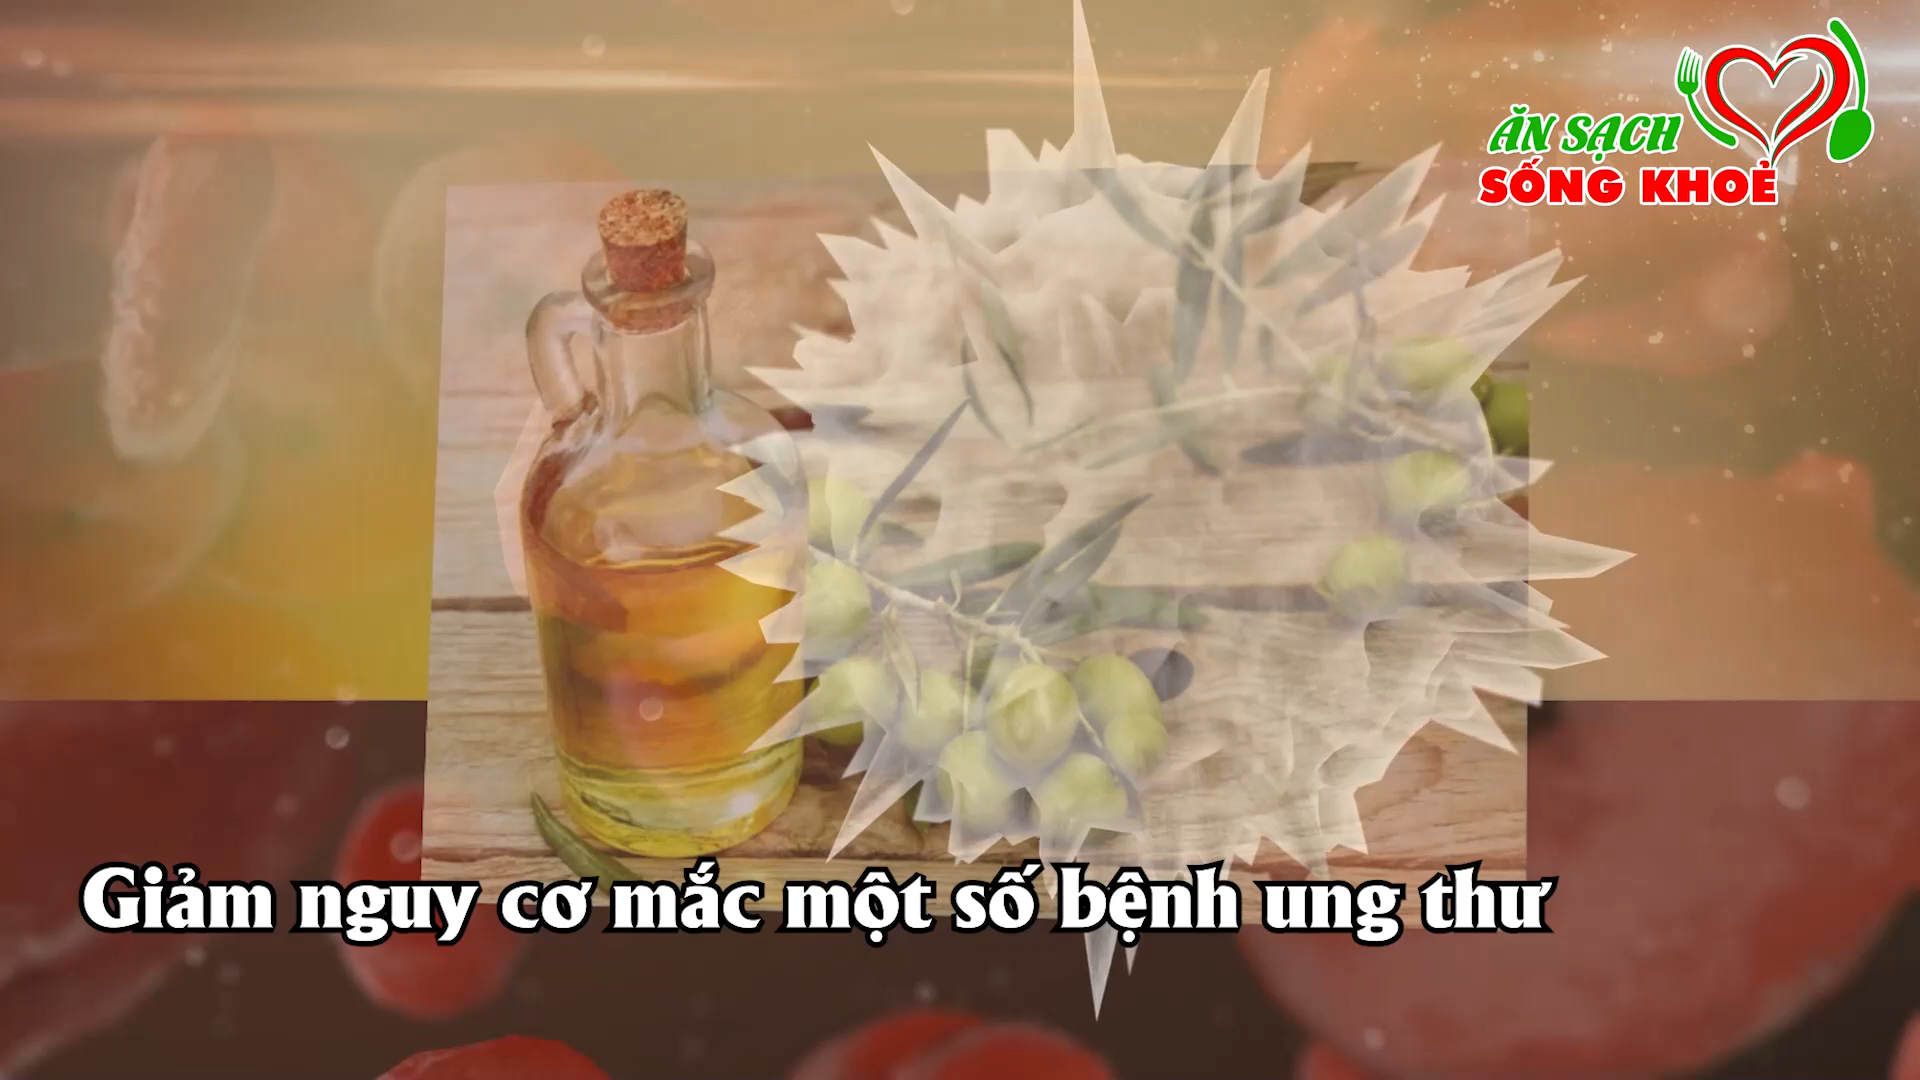 ĂN SẠCH
SỐNG KHOẺ
Giảm nguy cơ mắc một số bệnh ung thư